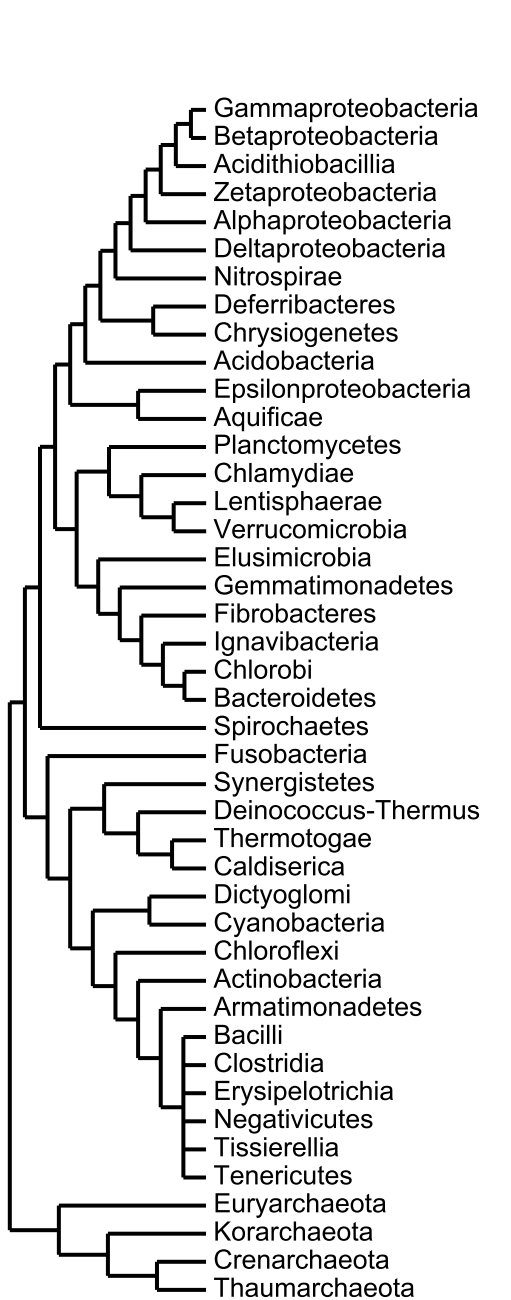 Gammaproteobacteria
Betaproteobacteria
Acidithiobacillia
Zetaproteobacteria
Alphaproteobacteria
Deltaproteobacteria
Nitrospirae
Deferribacteres
Chrysiogenetes
Acidobacteria
Epsilonproteobacteria
Aquificae
Planctomycetes
Chlamydiae
Lentisphaerae
Verrucomicrobia
Elusimicrobia
Gemmatimonadetes
Fibrobacteres
Ignavibacteria
Chlorobi
Bacteroidetes
Spirochaetes
Fusobacteria
Synergistetes
Deinococcus-Thermus
Thermotogae
Caldiserica
Dictyoglomi
Cyanobacteria
Chloroflexi
Actinobacteria
Armatimonadetes
Bacilli
Clostridia
Erysipelotrichia
Negativicutes
Tissierellia
Tenericutes
Euryarchaeota
Korarchaeota
Crenarchaeota
Thaumarchaeota